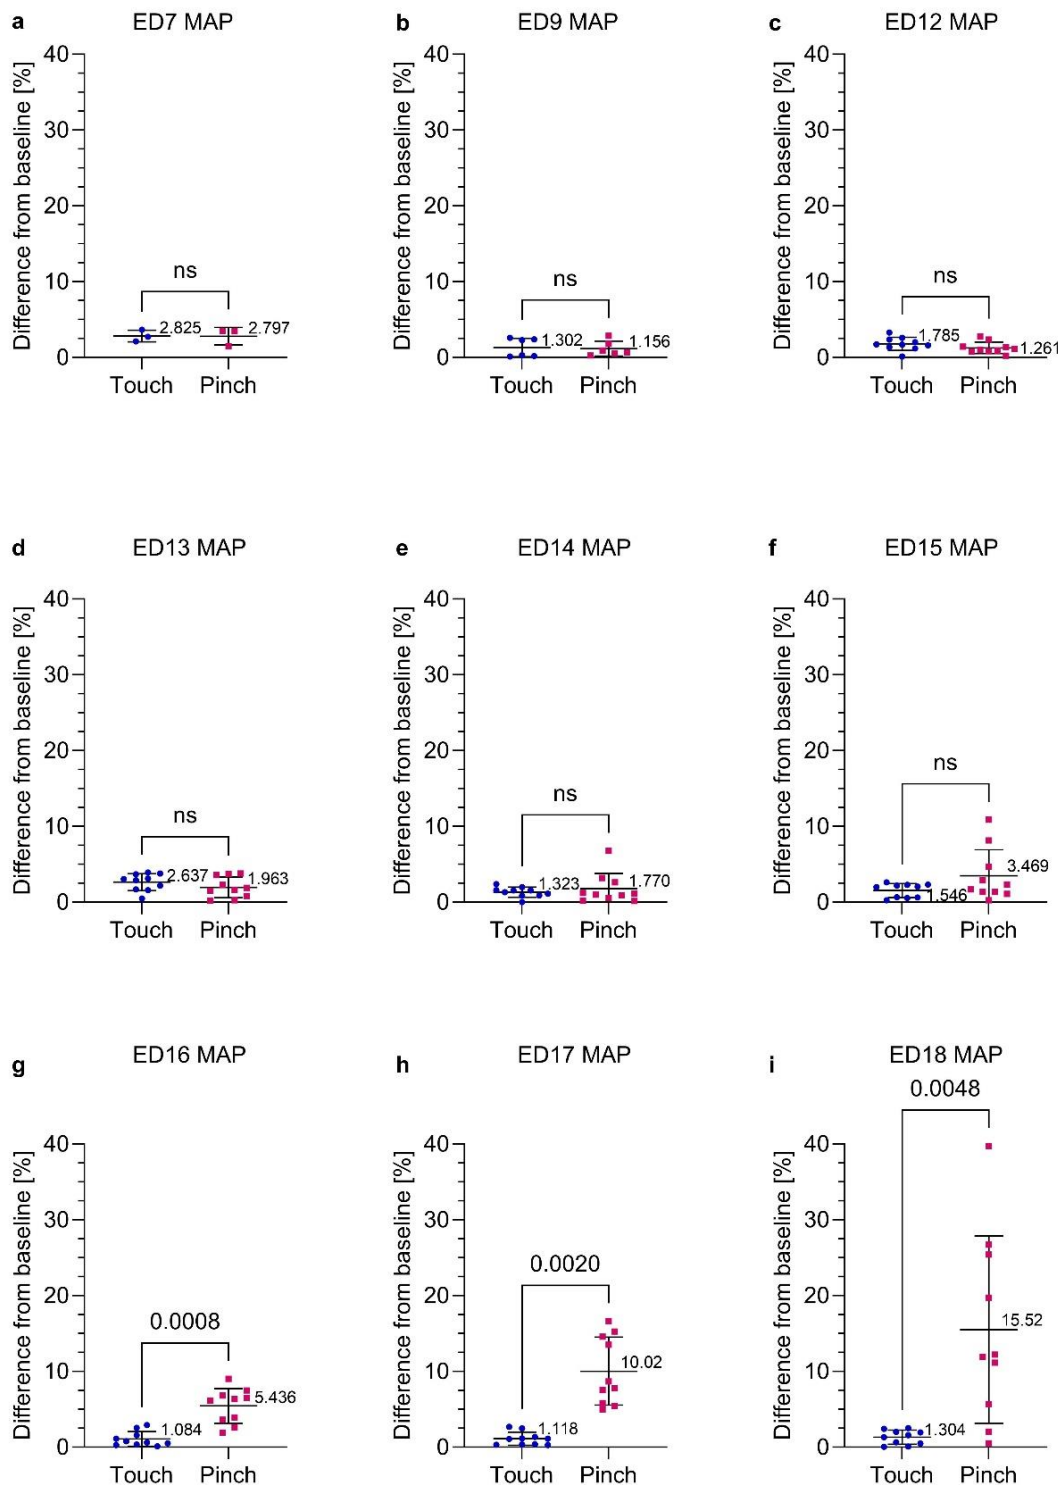 a ED7 MAP b ED9 MAP c ED12 MAP
Difference from baseline [%] Difference from baseline [%] Difference from baseline [%]
40 40 40
30 30 30
20 20 20
10 10 10
0 0 0
ns ns ns
2.825 2.797 1.302 1.156 1.785 1.261
Touch Pinch Touch Pinch Touch Pinch
d ED13 MAP e ED14 MAP f ED15 MAP
Difference from baseline [%] Difference from baseline [%] Difference from baseline [%]
40 40 40
30 30 30
20 20 20
10 10 10
0 0 0
ns ns ns
2.637 1.963 1.323 1.770 1.546 3.469
Touch Pinch Touch Pinch Touch Pinch
g ED16 MAP h ED17 MAP i ED18 MAP
Difference from baseline [%] Difference from baseline [%] Difference from baseline [%]
40 40 40
30 30 30
20 20 20
10 10 10
0 0 0
0.0008 0.0020 0.0048
1.084 5.436 1.118 10.02 1.304 15.52
Touch Pinch Touch Pinch Touch Pinch